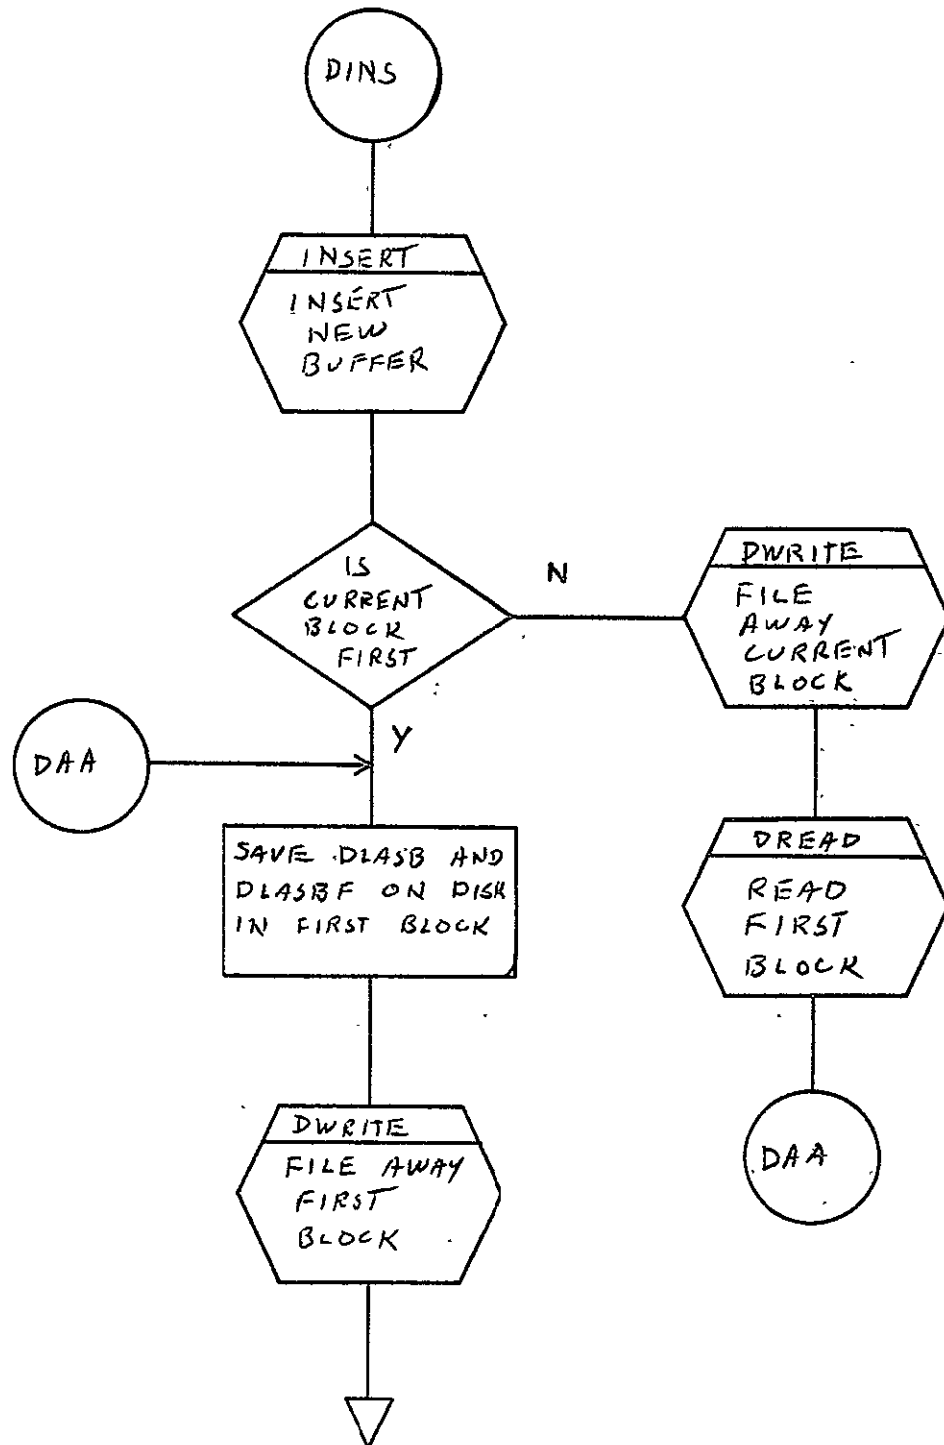 DINS
INSERT
INSERT
NEW
BUFFER
IS
CURRENT
BLOCK
FIRST
N
Y
DWRITE
FILE
AWAY
CURRENT
BLOCK
DAA
SAVE DLASB AND
DLASBF ON DISK
IN FIRST BLOCK
DREAD
READ
FIRST
BLOCK
DWRITE
FILE AWAY
FIRST
BLOCK
DAA